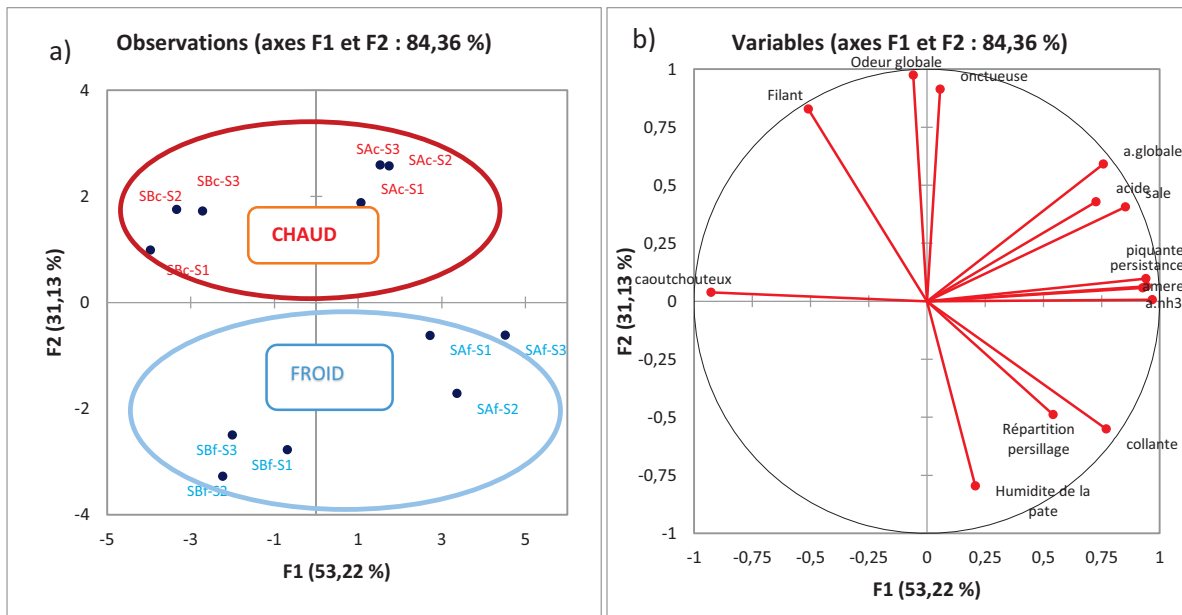 a)
Observations (axes F1 et F2 : 84,36 %)
4
2
0
-2
-4
F2 (31,13 %)
SAc-S3
SAc-S2
SAc-S1
SBc-S3
SBc-S2
SBc-S1
CHAUD
SAf-S1
SAf-S3
FROID
SAf-S2
SBf-S3
SBf-S1
SBf-S2
-5
-3
-1
1
3
5
F1 (53,22 %)
b)
Variables (axes F1 et F2 : 84,36 %)
Odeur globale
onctueuse
Filant
a.globale
acide
sale
piquante
persistance
amere
a.nh3
caoutchouteux
Répartition
persillage
collante
Humidite de la
pate
1
0,75
0,5
0,25
0
-0,25
-0,5
-0,75
-1
F2 (31,13 %)
-1
-0,75
-0,5
-0,25
0
0,25
0,5
0,75
1
F1 (53,22 %)